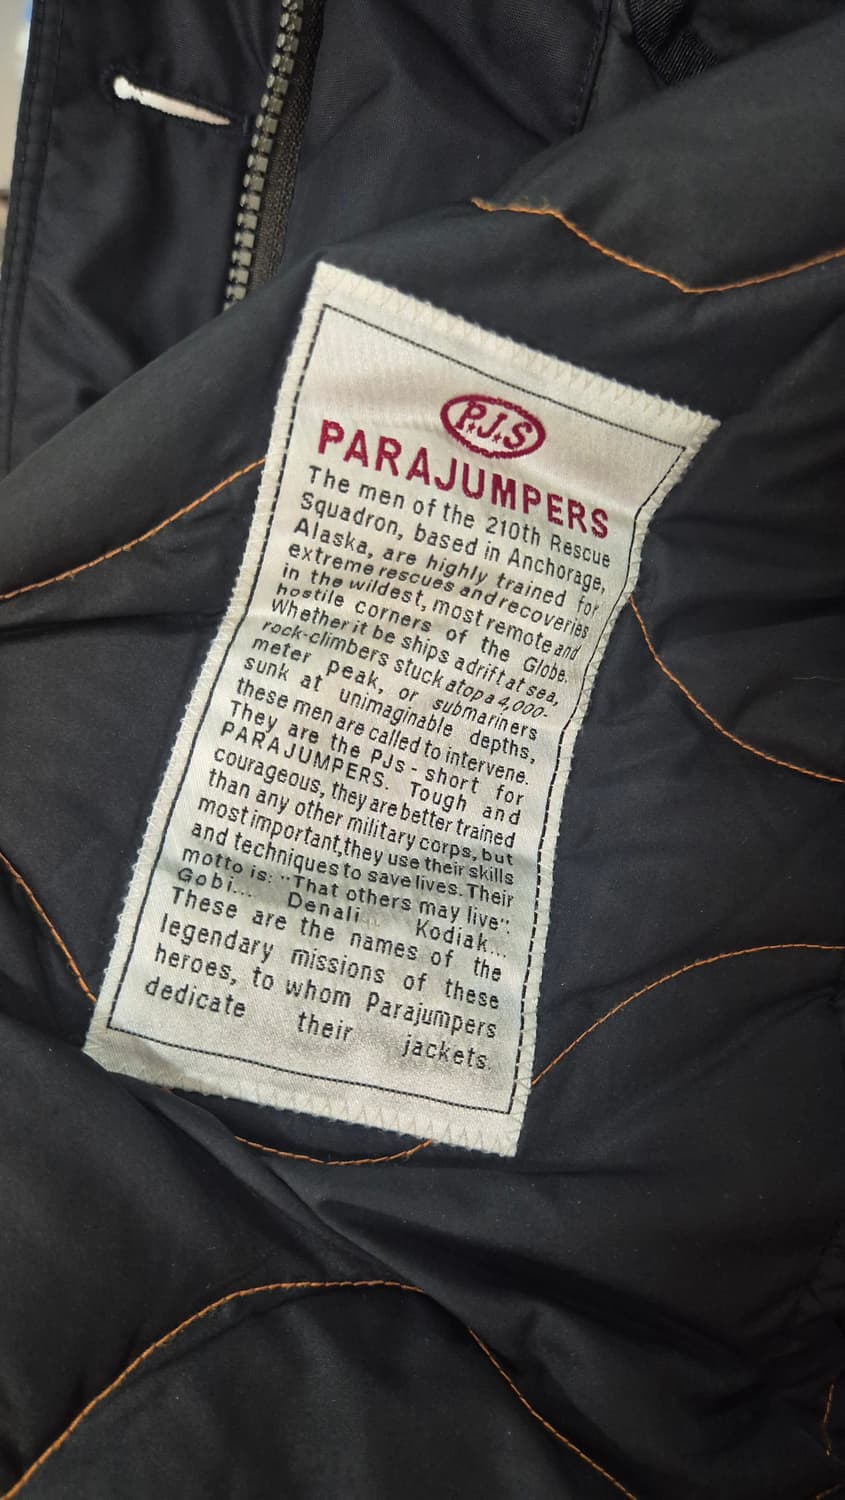 P.J.S
PARAJUMPERS
The men of the 210th Rescue
Squadron, based in Anchorage,
Alaska, are highly trained for
extreme rescues and recoveries
in the wildest, most remote and
hostile corners of the Globe.
Whether it be ships adrift at sea,
rock-climbers stuck atop a 4,000-
meter peak, or submariners
sunk at unimaginable depths,
these men are called to intervene.
They are the PJs - short for
PARAJUMPERS. Tough and
courageous, they are better trained
than any other military corps, but
most important,they use their skills
and techniques to save lives. Their
motto is: "That others may live".
Gobi... Denali... Kodiak...
These are the names of the
legendary missions of these
heroes, to whom Parajumpers
dedicate their jackets.